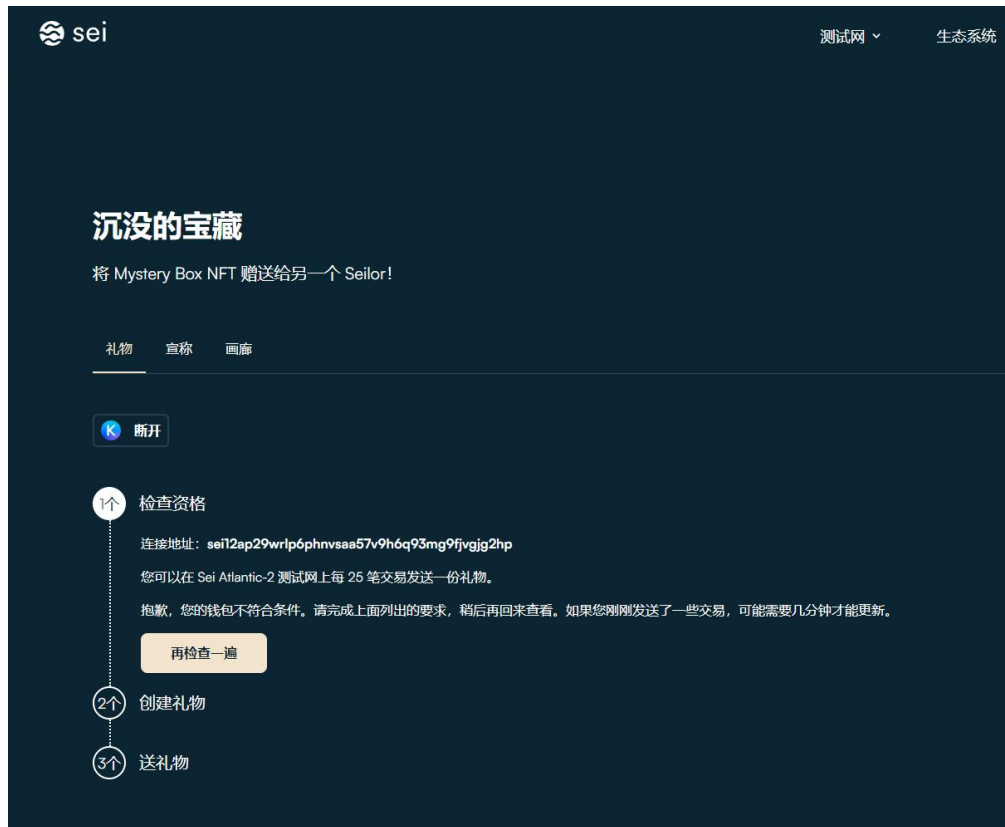 sei
测试网 生态系统
沉没的宝藏
将 Mystery Box NFT 赠送给另一个 Seilor!
礼物 宣称 画廊
K 断开
1个 检查资格
连接地址：sei12ap29wrlp6phnvsaa57v9h6q93mg9fjvgjg2hp
您可以在 Sei Atlantic-2 测试网上每 25 笔交易发送一份礼物。
抱歉，您的钱包不符合条件。请完成上面列出的要求，稍后再回来查看。如果您刚刚发送了一些交易，可能需要几分钟才能更新。
再检查一遍
2个 创建礼物
3个 送礼物